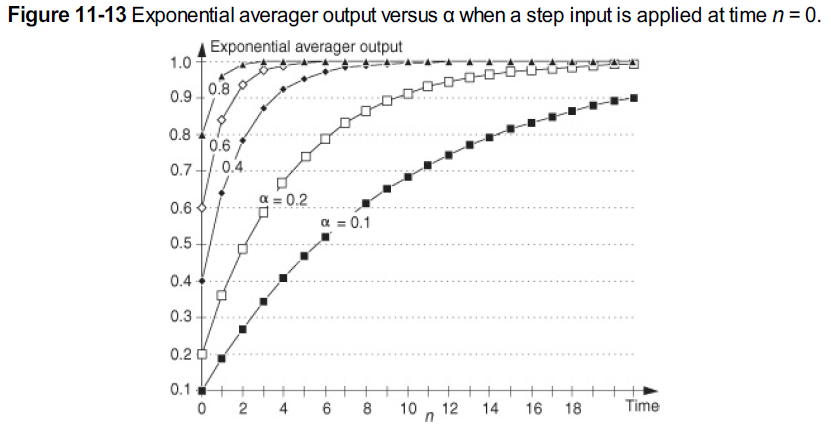 Figure 11-13 Exponential averager output versus α when a step input is applied at time n = 0.
Exponential averager output
1.0
0.9
0.8
0.7
0.6
0.5
0.4
0.3
0.2
0.1
0.8
0.6
0.4
α = 0.2
α = 0.1
0 2 4 6 8 10 12 14 16 18 Time
n